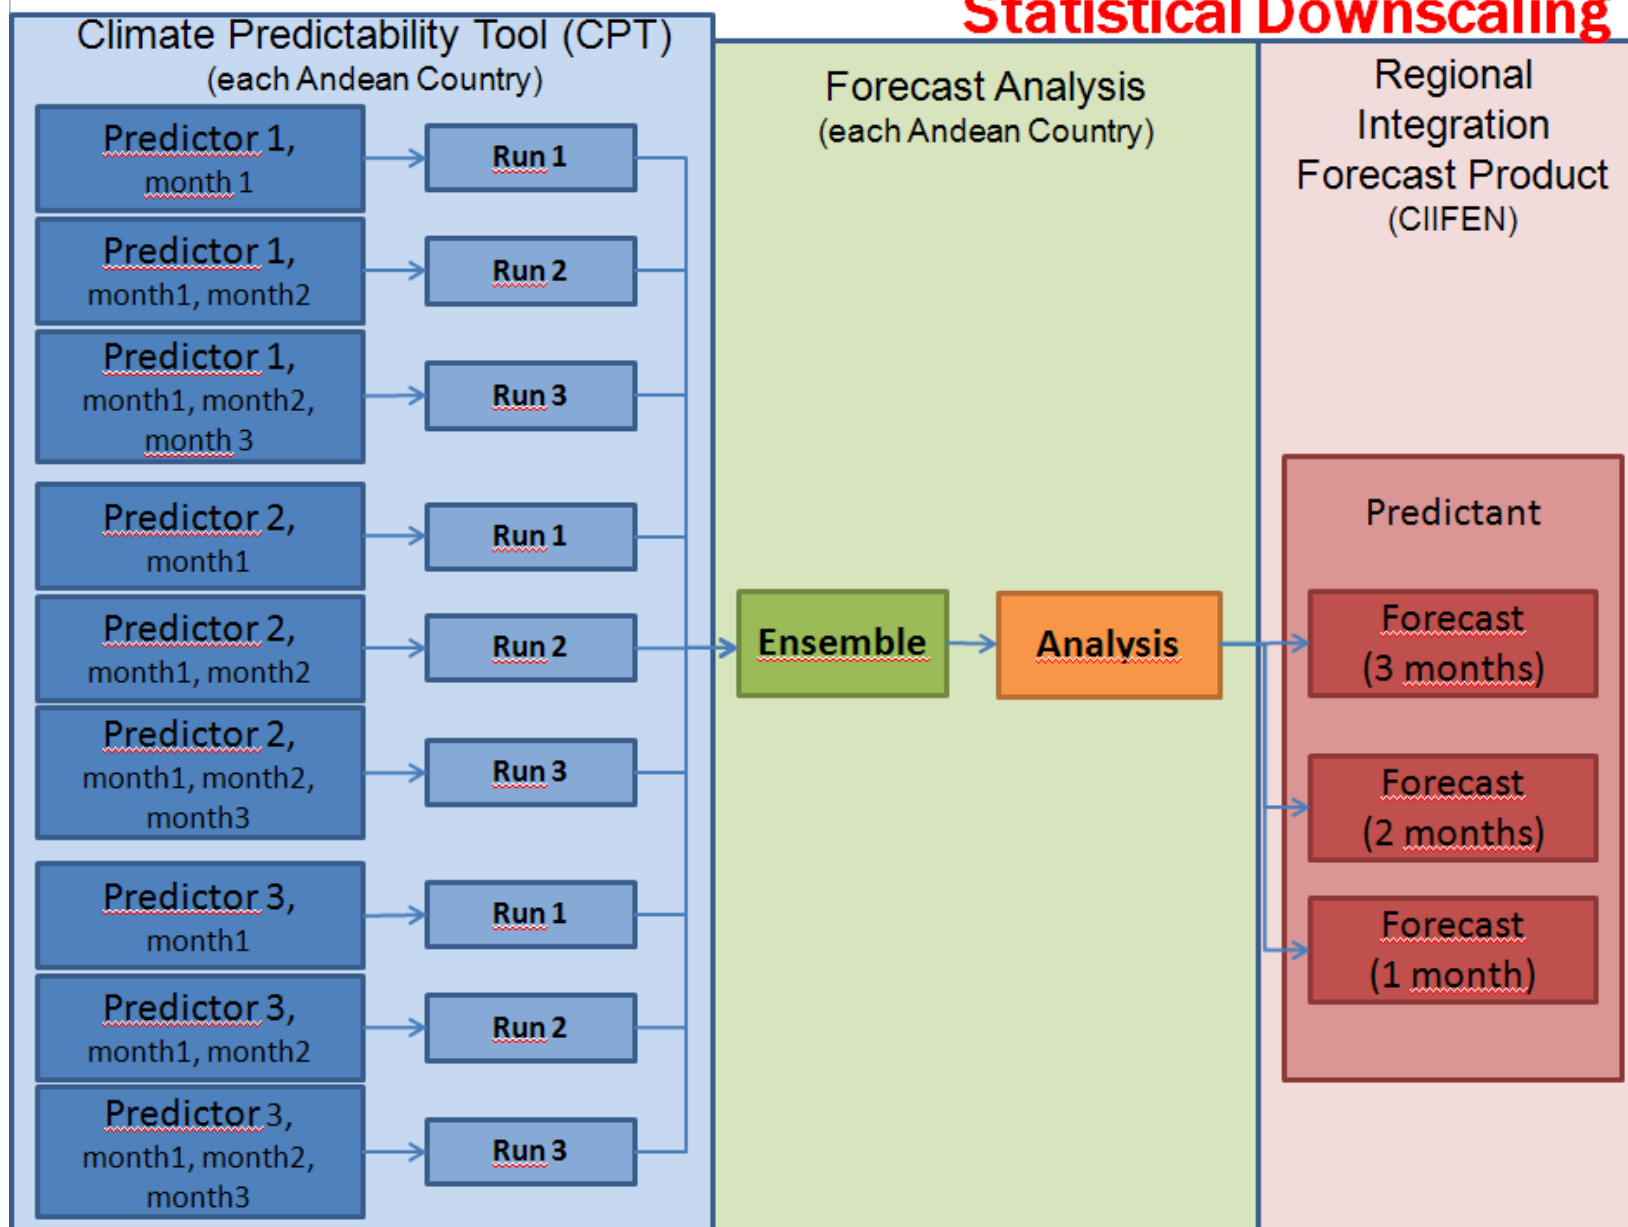 Statistical Downscaling
Climate Predictability Tool (CPT)
(each Andean Country)
Predictor 1,
month 1
Run 1
Predictor 1,
month1, month2
Run 2
Predictor 1,
month1, month2,
month 3
Run 3
Predictor 2,
month1
Run 1
Predictor 2,
month1, month2
Run 2
Predictor 2,
month1, month2,
month3
Run 3
Predictor 3,
month1
Run 1
Predictor 3,
month1, month2
Run 2
Predictor 3,
month1, month2,
month3
Run 3
Forecast Analysis
(each Andean Country)
Ensemble
Analysis
Regional
Integration
Forecast Product
(CIIFEN)
Predictant
Forecast
(3 months)
Forecast
(2 months)
Forecast
(1 month)